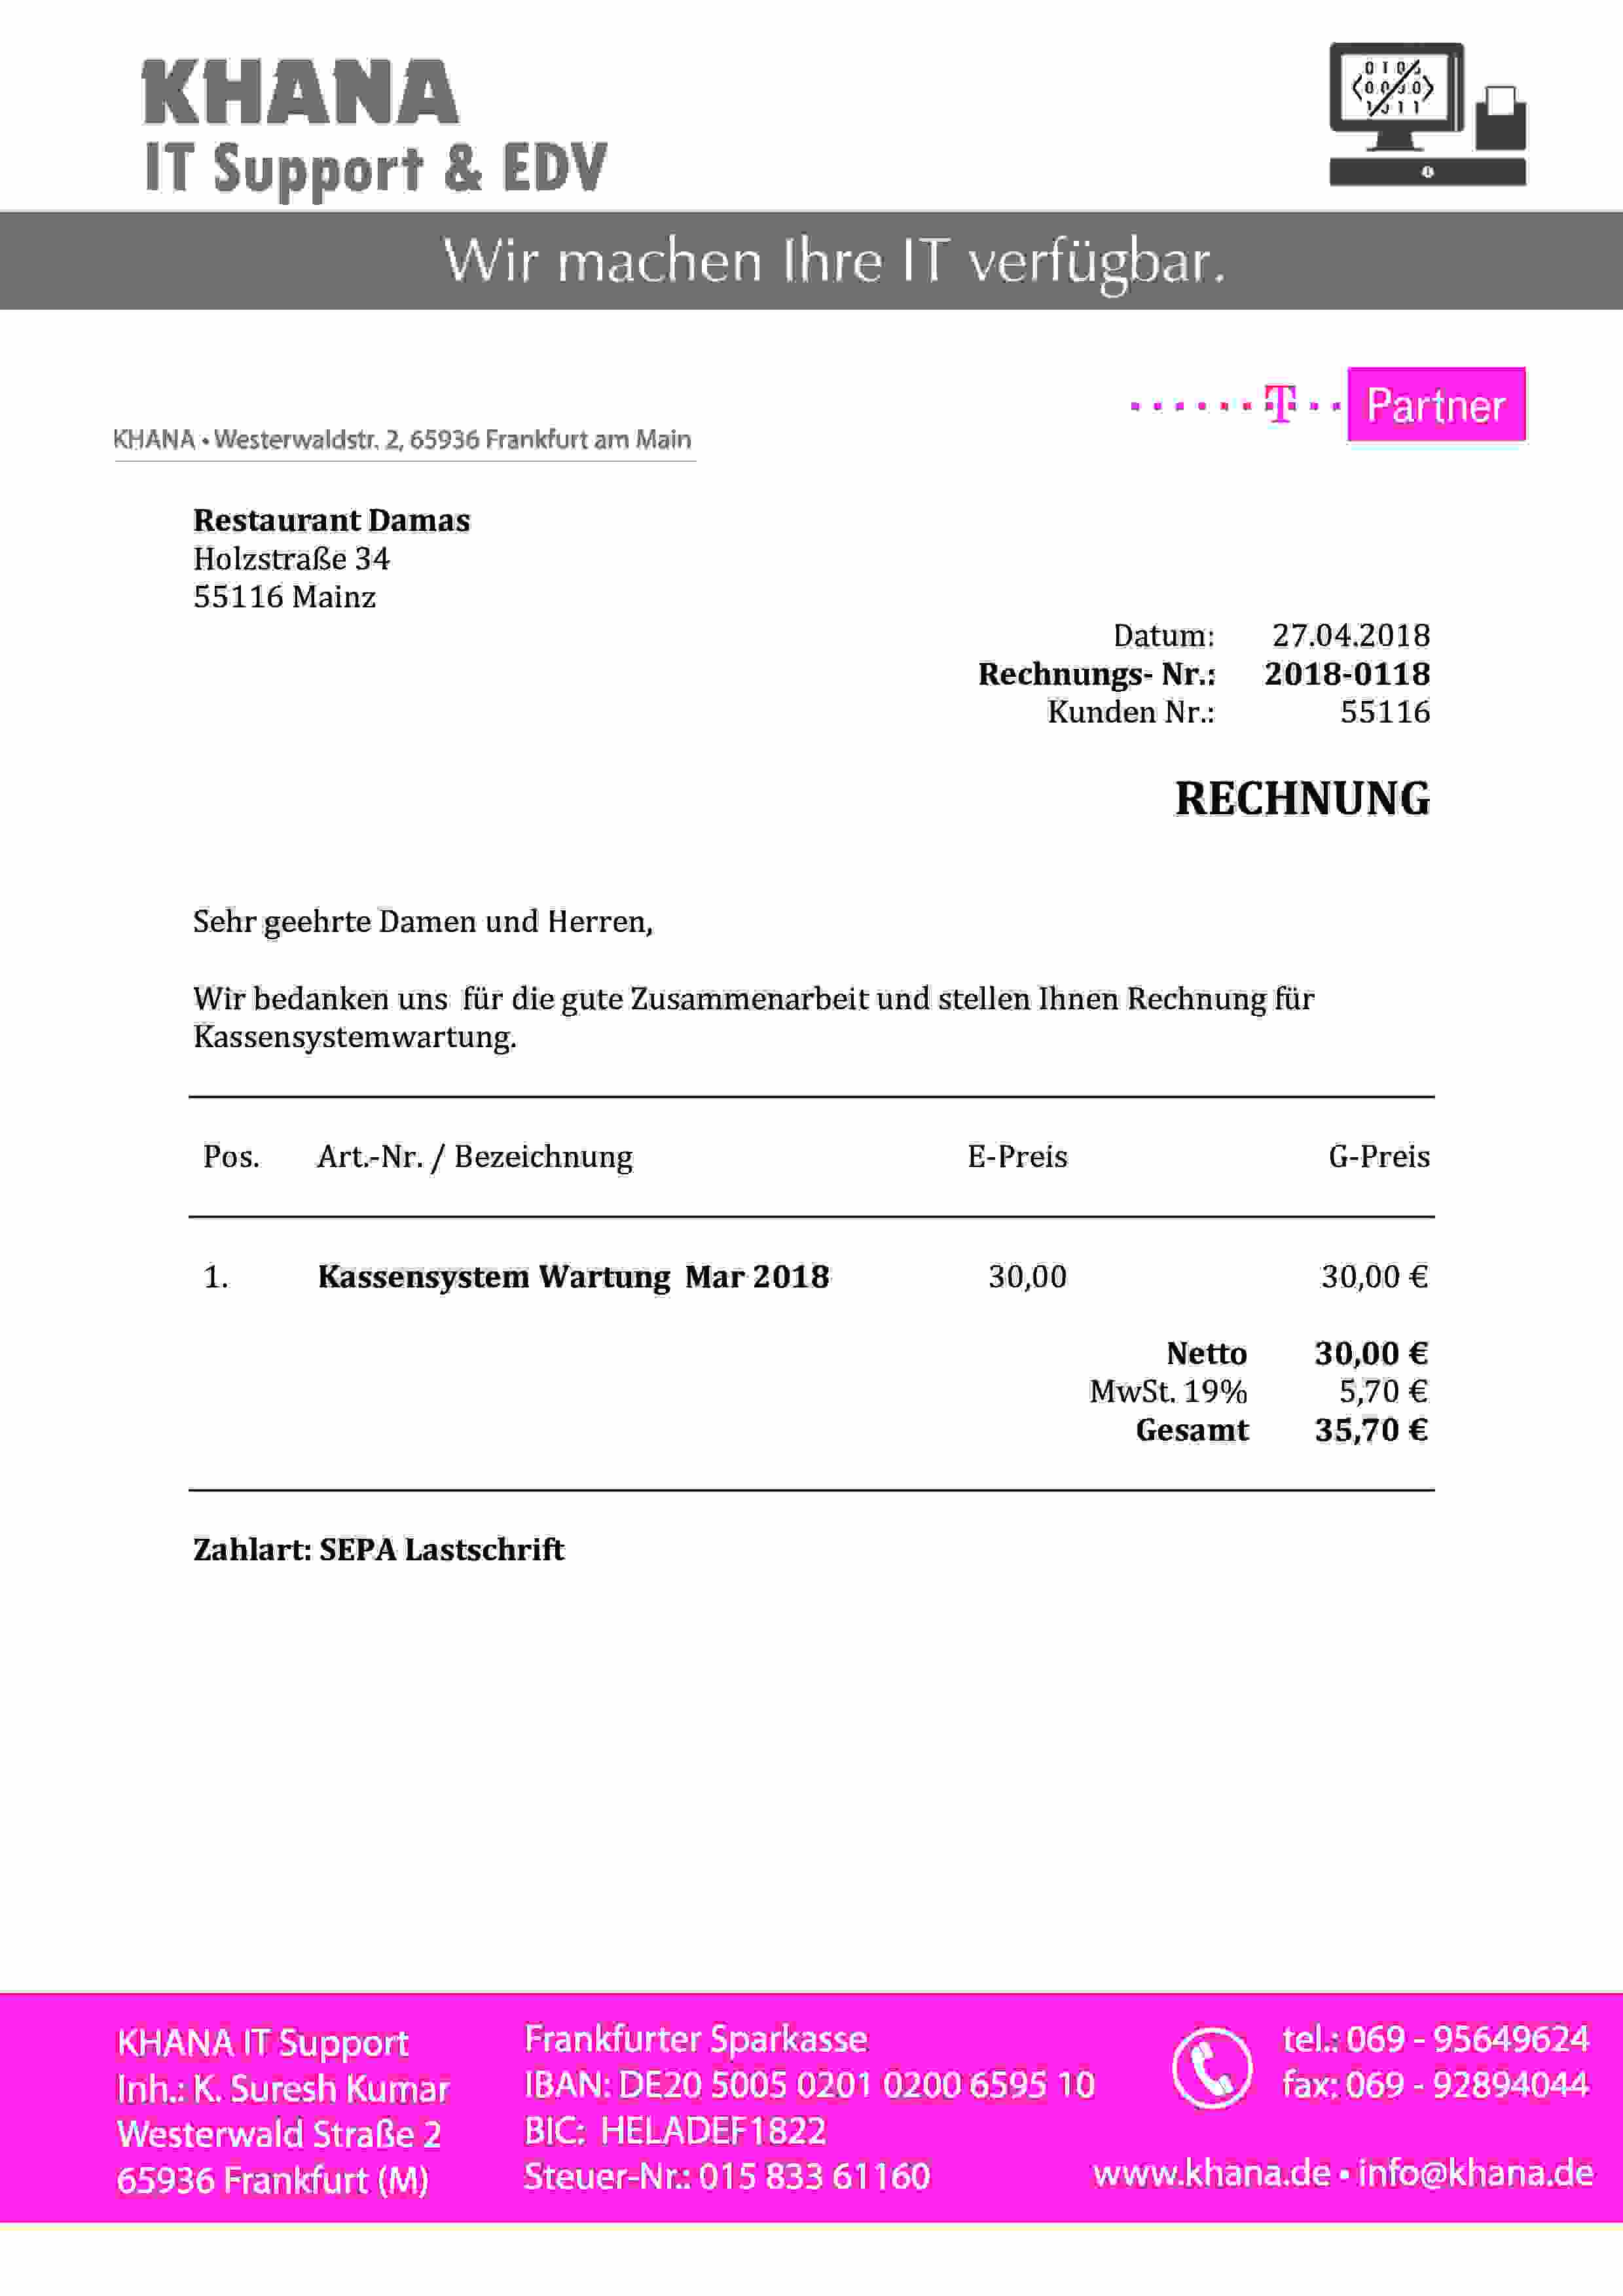 KHANA
IT Support & EDV
Wir machen Ihre IT verfügbar.
T Partner
KHANA • Westerwaldstr. 2, 65936 Frankfurt am Main
Restaurant Damas
Holzstraße 34
55116 Mainz
Datum: 27.04.2018
Rechnungs- Nr.: 2018-0118
Kunden Nr.: 55116
RECHNUNG
Sehr geehrte Damen und Herren,
Wir bedanken uns für die gute Zusammenarbeit und stellen Ihnen Rechnung für
Kassensystemwartung.
Pos. Art.-Nr. / Bezeichnung E-Preis G-Preis
1. Kassensystem Wartung Mar 2018 30,00 30,00 €
Netto 30,00 €
MwSt. 19% 5,70 €
Gesamt 35,70 €
Zahlart: SEPA Lastschrift
KHANA IT Support
Inh.: K. Suresh Kumar
Westerwald Straße 2
65936 Frankfurt (M)
Frankfurter Sparkasse
IBAN: DE20 5005 0201 0200 6595 10
BIC: HELADEF1822
Steuer-Nr.: 015 833 61160
tel.: 069 - 95649624
fax: 069 - 92894044
www.khana.de • info@khana.de